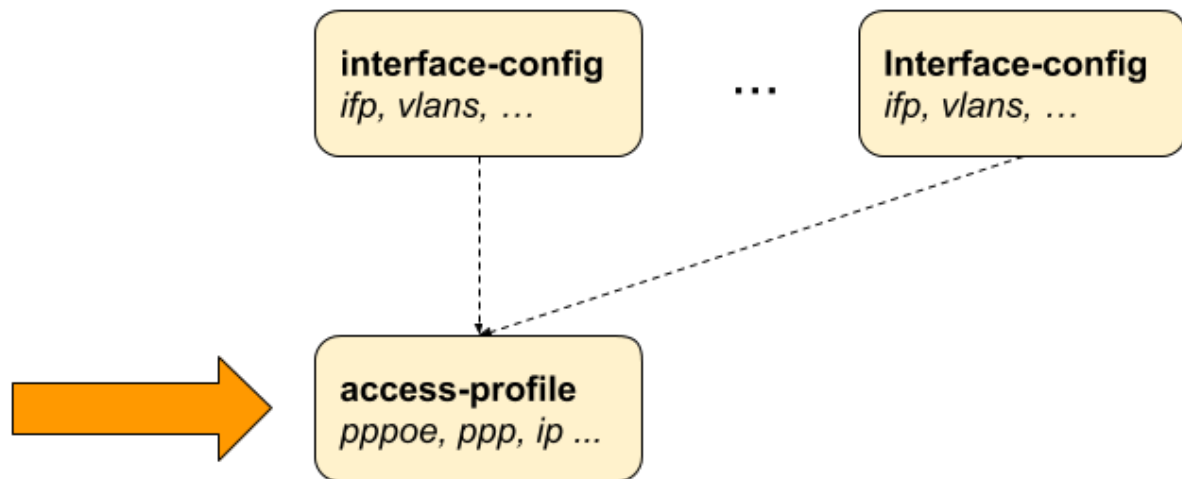 interface-config
ifp, vlans, …
...
Interface-config
ifp, vlans, …
access-profile
pppoe, ppp, ip ...